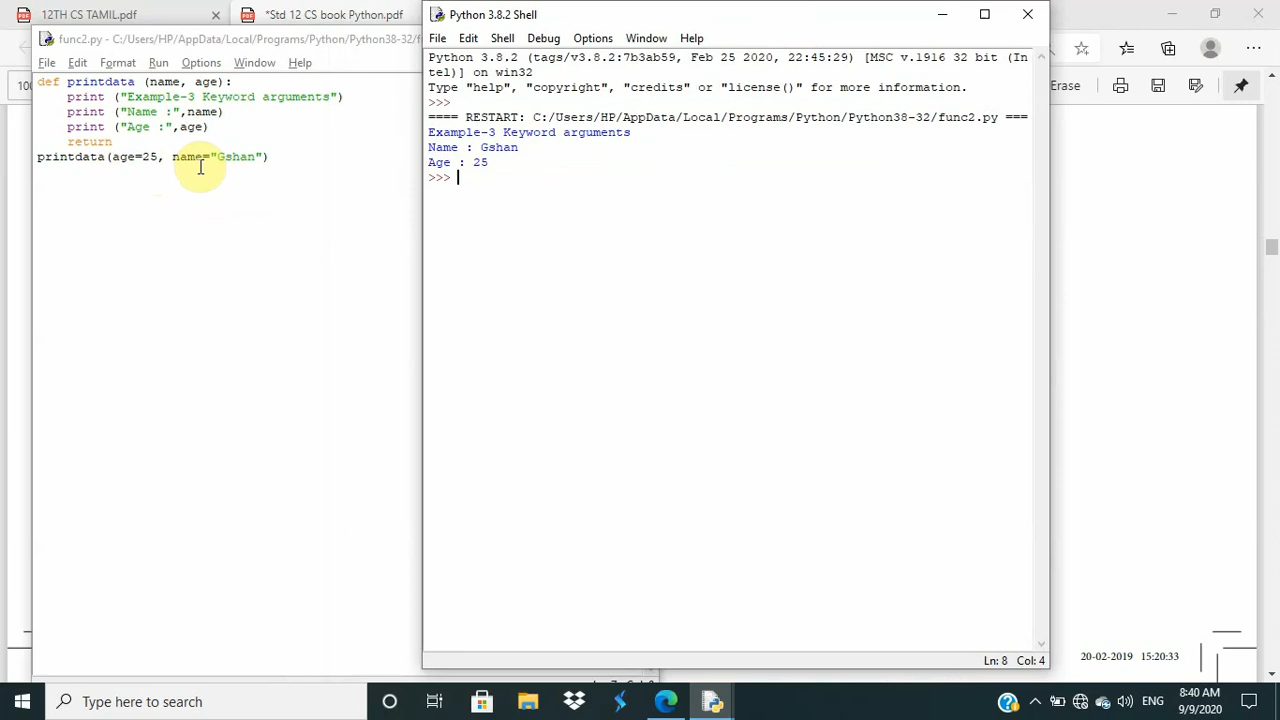 12TH CS TAMIL.pdf
*Std 12 CS book Python.pdf
func2.py - C:/Users/HP/AppData/Local/Programs/Python/Python38-32/f
File Edit Format Run Options Window Help
def printdata (name, age):
    print ("Example-3 Keyword arguments")
    print ("Name :",name)
    print ("Age :",age)
    return
printdata(age=25, name="Gshan")
Python 3.8.2 Shell
File Edit Shell Debug Options Window Help
Python 3.8.2 (tags/v3.8.2:7b3ab59, Feb 25 2020, 22:45:29) [MSC v.1916 32 bit (In
tel)] on win32
Type "help", "copyright", "credits" or "license()" for more information.
>>>
==== RESTART: C:/Users/HP/AppData/Local/Programs/Python/Python38-32/func2.py ===
Example-3 Keyword arguments
Name : Gshan
Age : 25
>>>
Ln: 8 Col: 4
Erase
20-02-2019 15:20:33
Type here to search
ENG
8:40 AM
9/9/2020